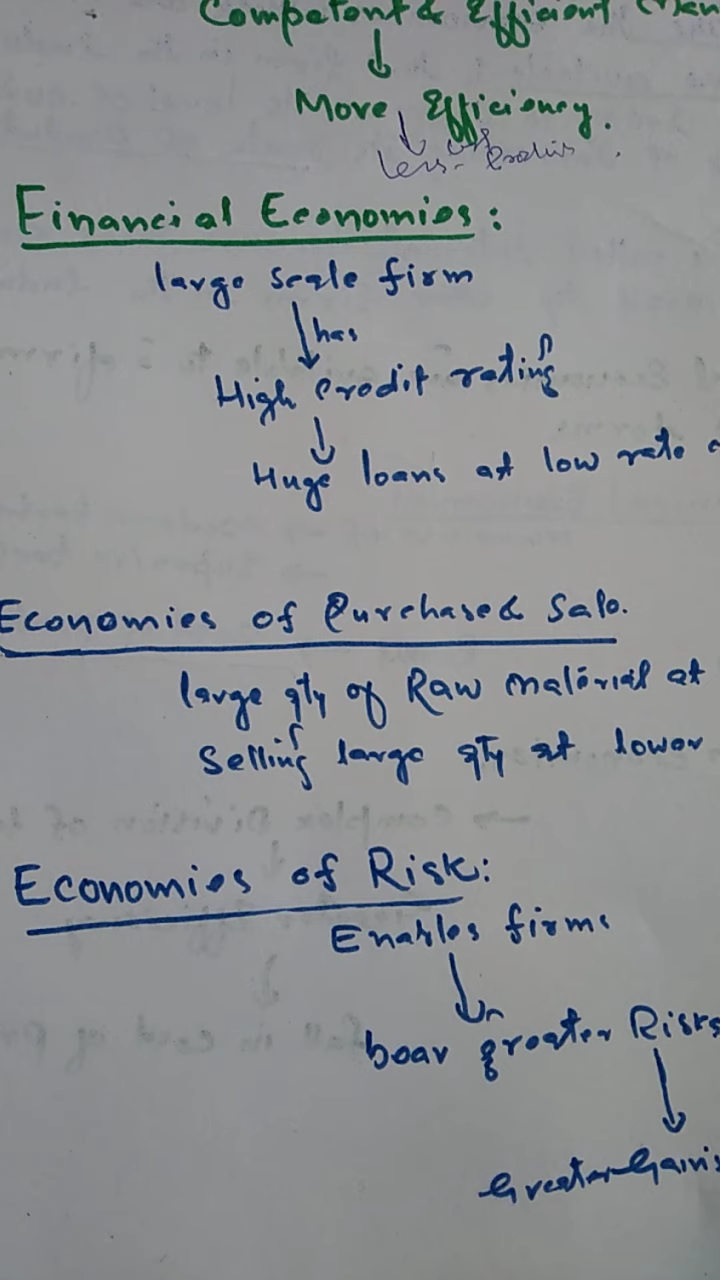 Competent & Efficient
↓
More Efficiency.
↓
less
Financial Economies:
large scale firm
↓ has
High credit rating
↓
Huge loans at low rate
Economies of Purchase & Sale.
large qty of Raw material at
Selling large qty at lower
Economies of Risk:
Enables firms
↓
bear greater Risks
↓
Greater Gains